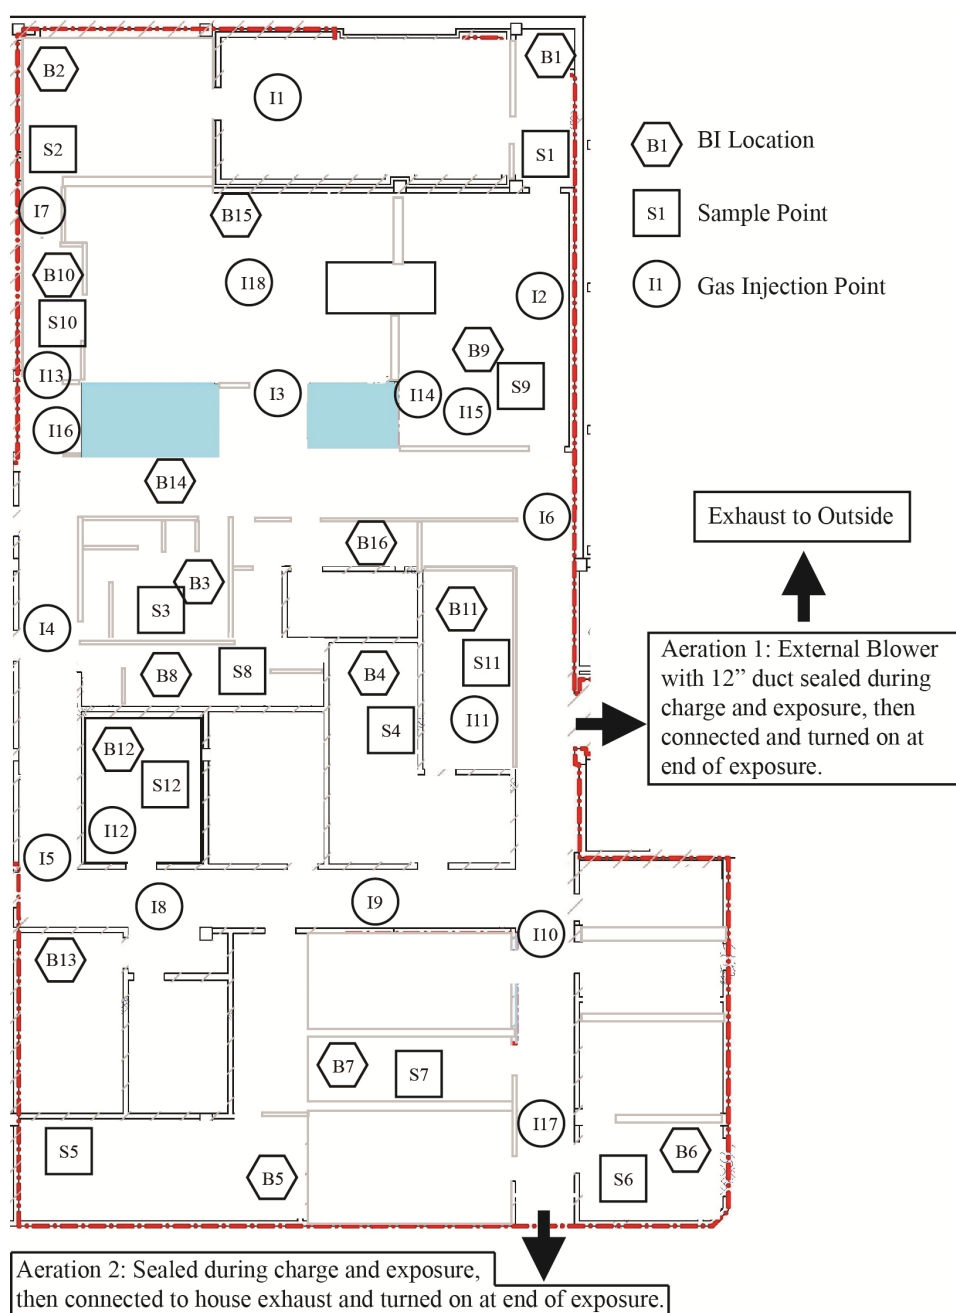 B2
B1
I1
S2
S1
B1
BI Location
I7
B15
S1
Sample Point
B10
I18
I2
I1
Gas Injection Point
S10
B9
I13
I3
I14
S9
I15
I16
B14
I6
Exhaust to Outside
B16
B3
B11
S3
I4
Aeration 1: External Blower
with 12” duct sealed during
charge and exposure, then
connected and turned on at
end of exposure.
B8
S8
B4
S11
I11
S4
B12
S12
I12
I5
I8
I9
I10
B13
B7
S7
I17
S5
B6
B5
S6
Aeration 2: Sealed during charge and exposure,
then connected to house exhaust and turned on at end of exposure.